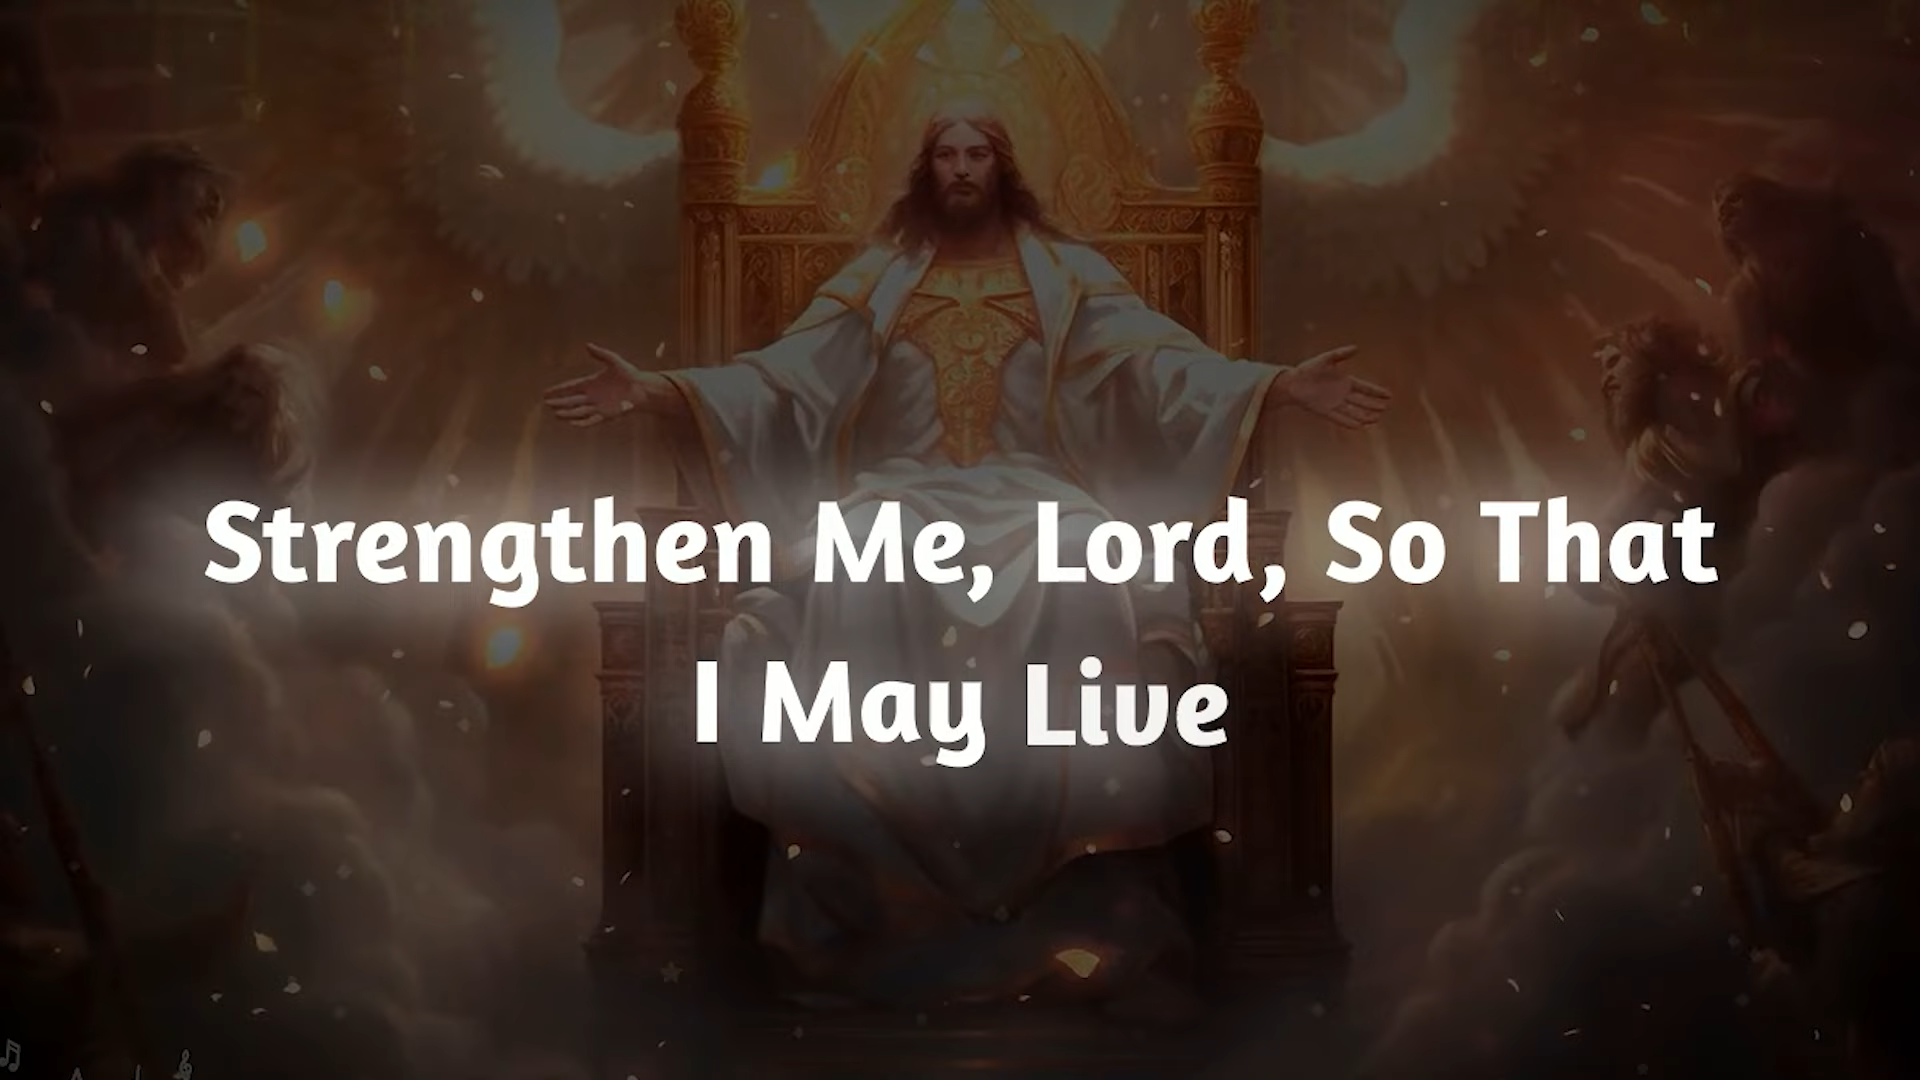 Strengthen Me, Lord, So That
I May Live